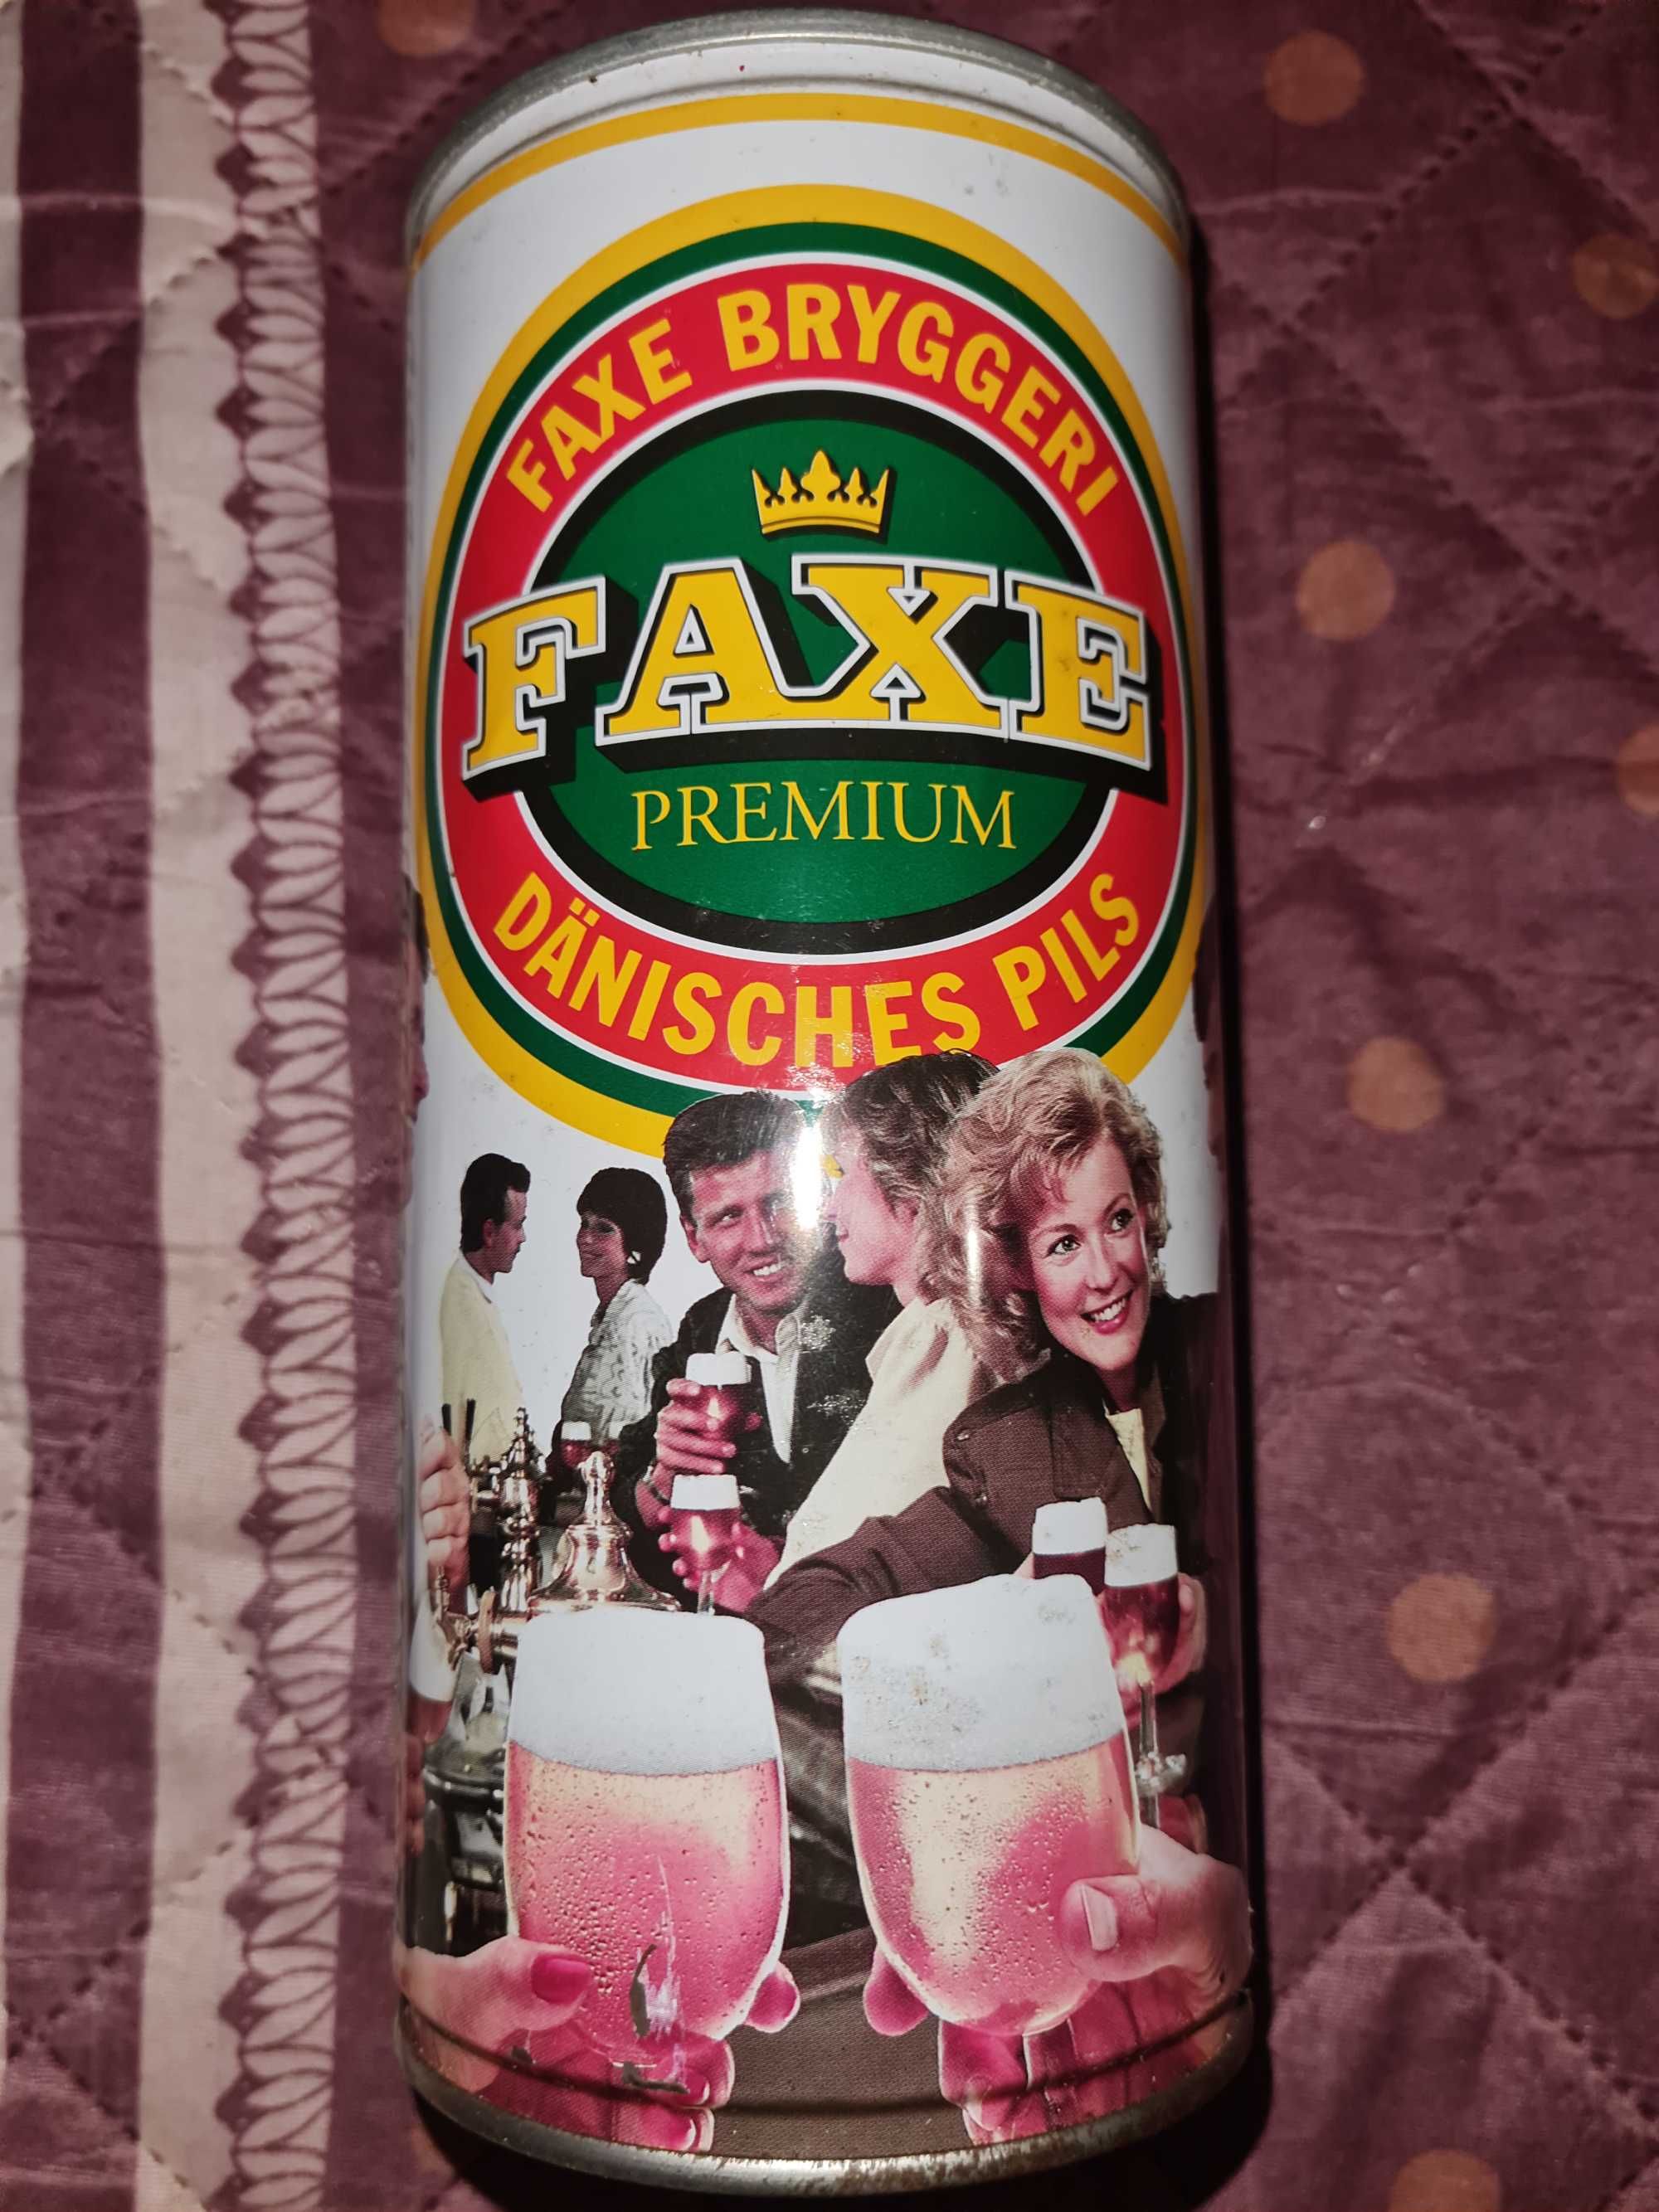 FAXE BRYGGERI
FAXE
PREMIUM
DÄNISCHES PILS